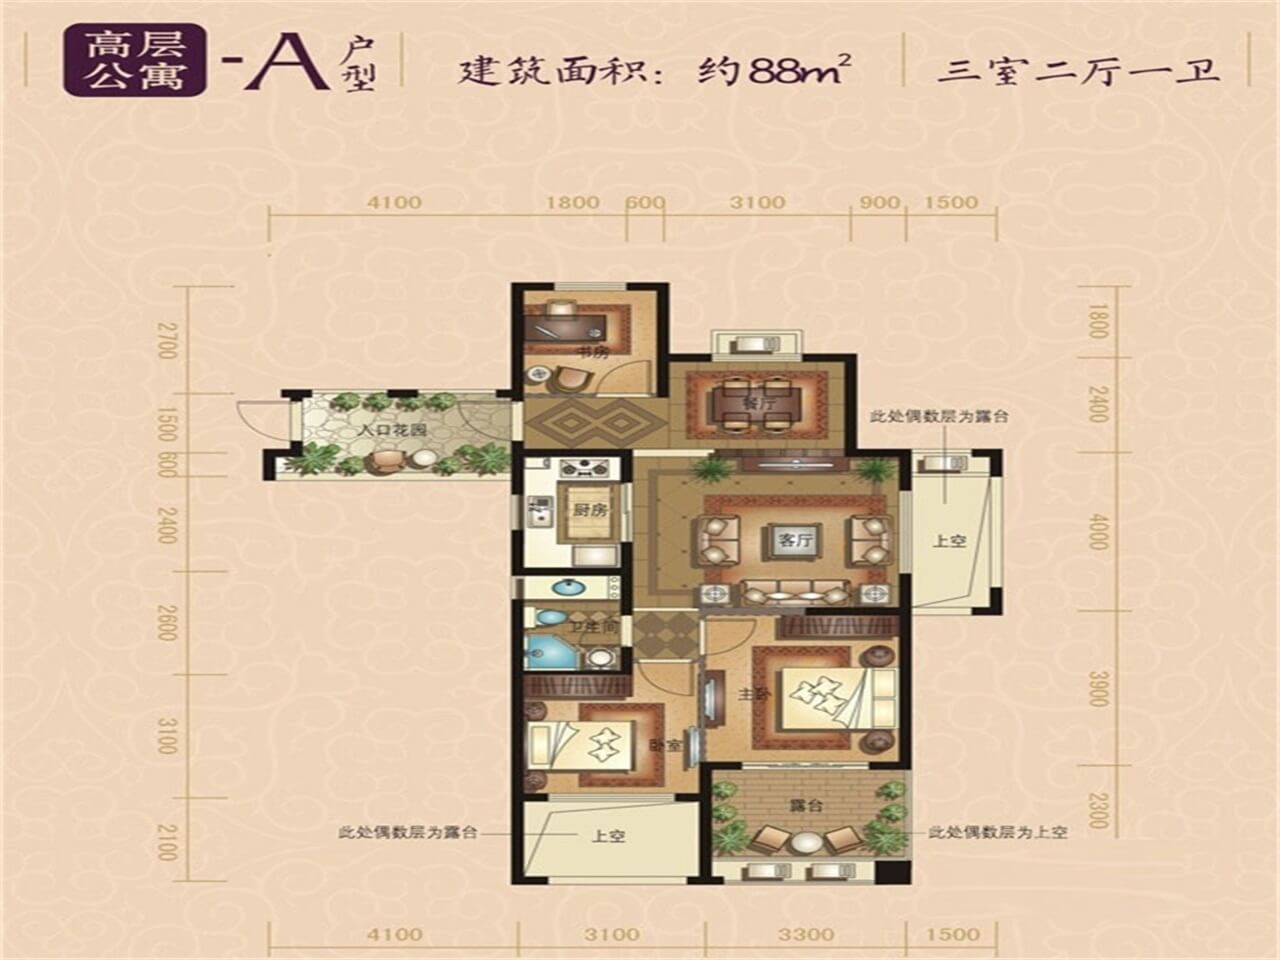 高层公寓-A户型
建筑面积：约88m²
三室二厅一卫
4100 1800 600 3100 900 1500
2700
1500
600
2400
2600
3100
2100
1800
2400
4000
3900
2300
书房
餐厅
入口花园
此处偶数层为露台
厨房
客厅
上空
卫生间
主卧
卧室
露台
此处偶数层为露台
上空
此处偶数层为上空
4100 3100 3300 1500